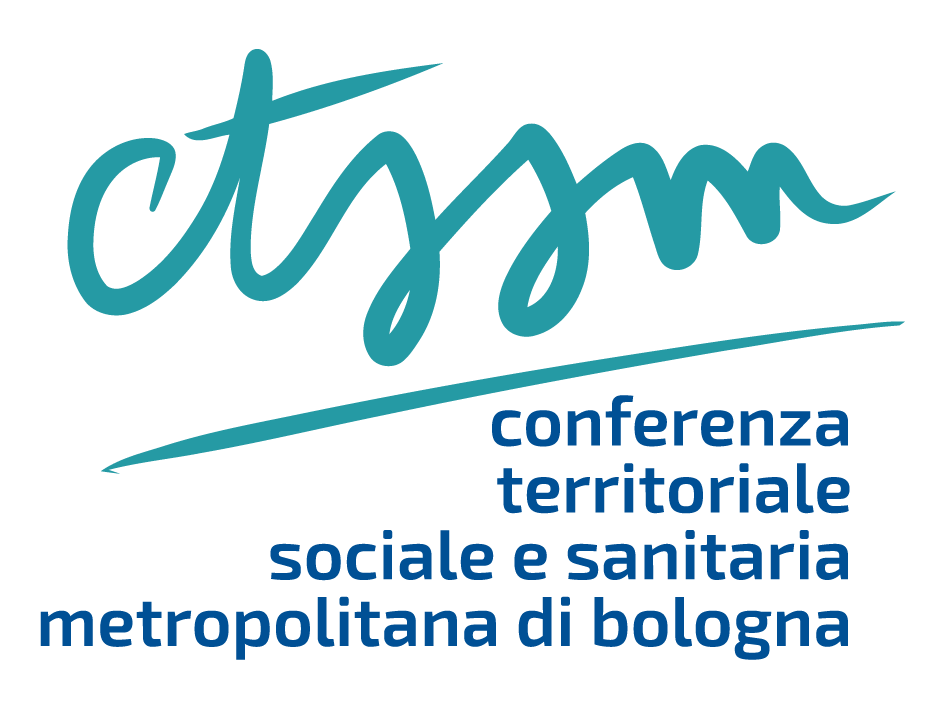 ctssm
conferenza
territoriale
sociale e sanitaria
metropolitana di bologna